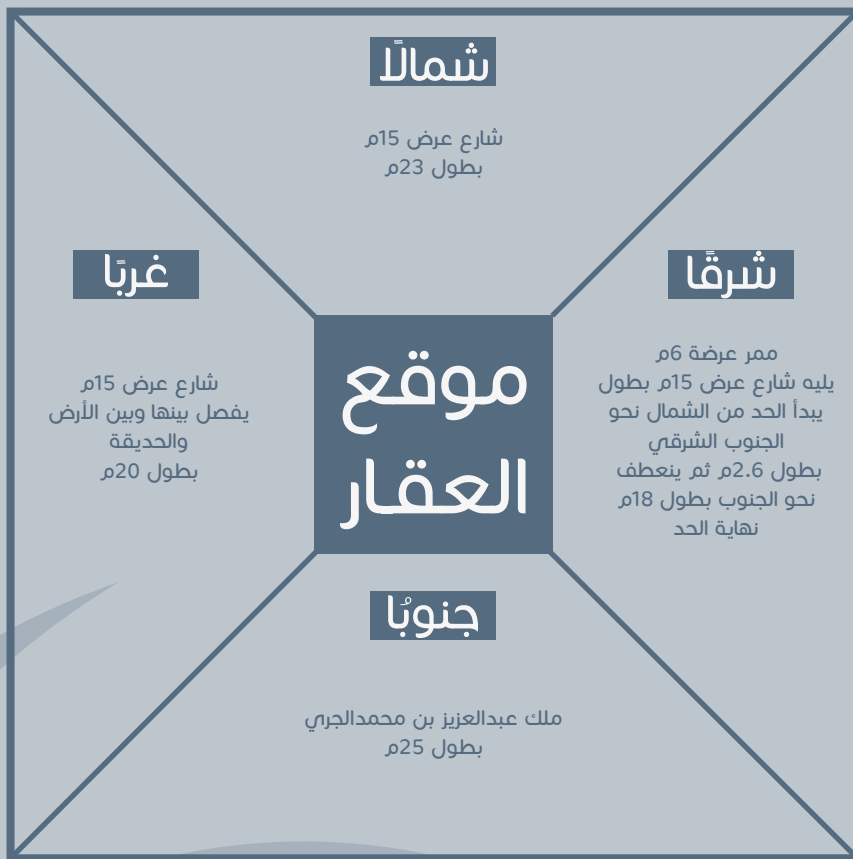 شمالًا
شارع عرض 15م
بطول 23م
شرقًا
ممر عرضة 6م
يليه شارع عرض 15م بطول
يبدأ الحد من الشمال نحو
الجنوب الشرقي
بطول 2.6م ثم ينعطف
نحو الجنوب بطول 18م
نهاية الحد
موقع
العقار
غربًا
شارع عرض 15م
يفصل بينها وبين الأرض
والحديقة
بطول 20م
جنوبًا
ملك عبدالعزيز بن محمدالجري
بطول 25م